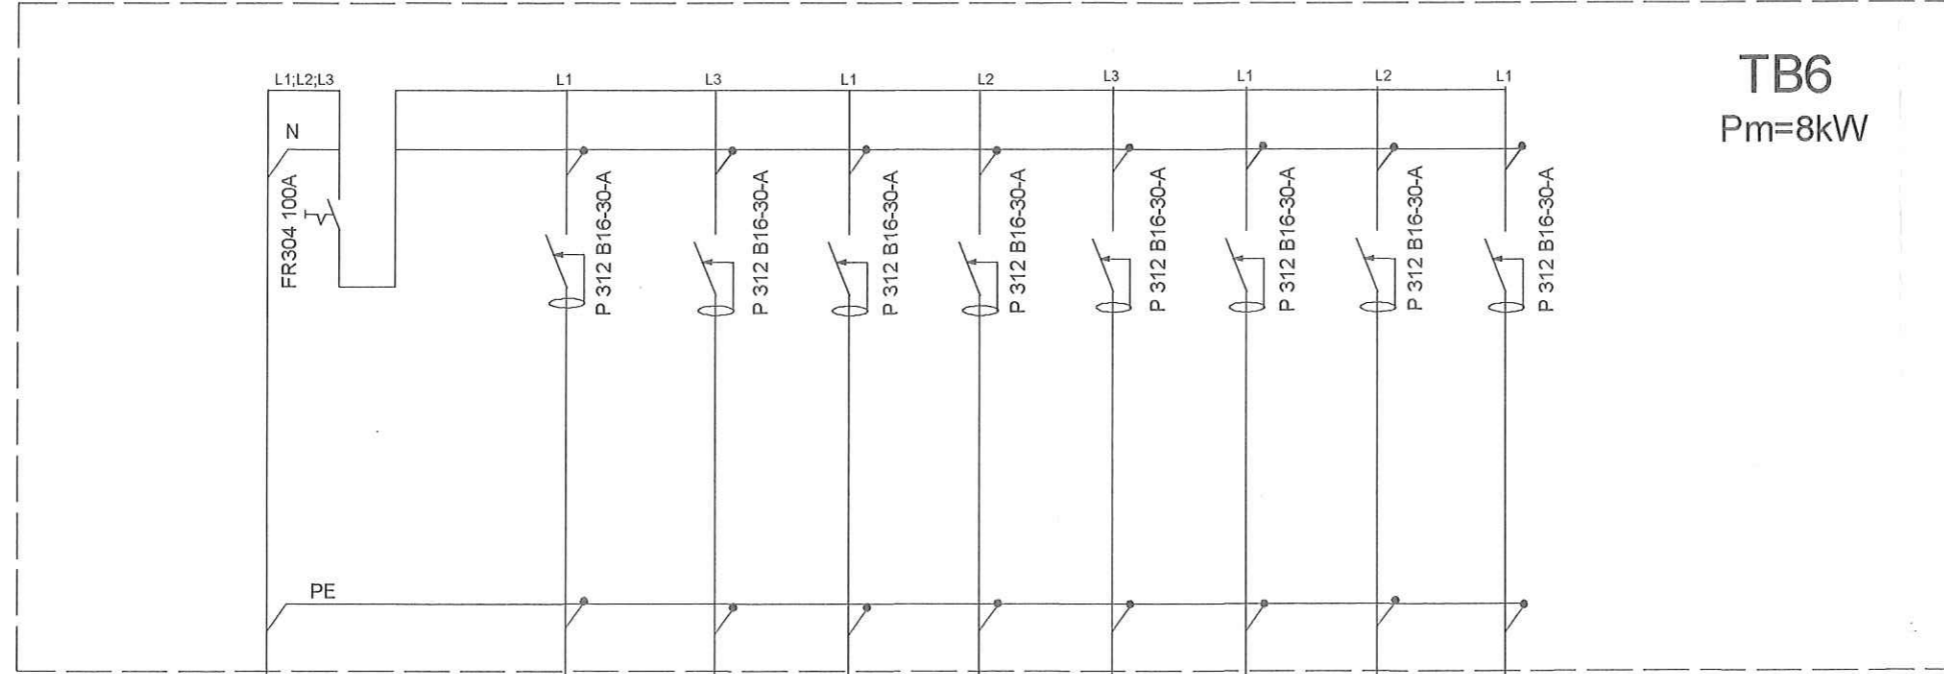 L1;L2;L3
L1
L3
L1
L2
L3
L1
L2
L1
TB6
Pm=8kW
N
FR304 100A
P 312 B16-30-A
P 312 B16-30-A
P 312 B16-30-A
P 312 B16-30-A
P 312 B16-30-A
P 312 B16-30-A
P 312 B16-30-A
P 312 B16-30-A
PE